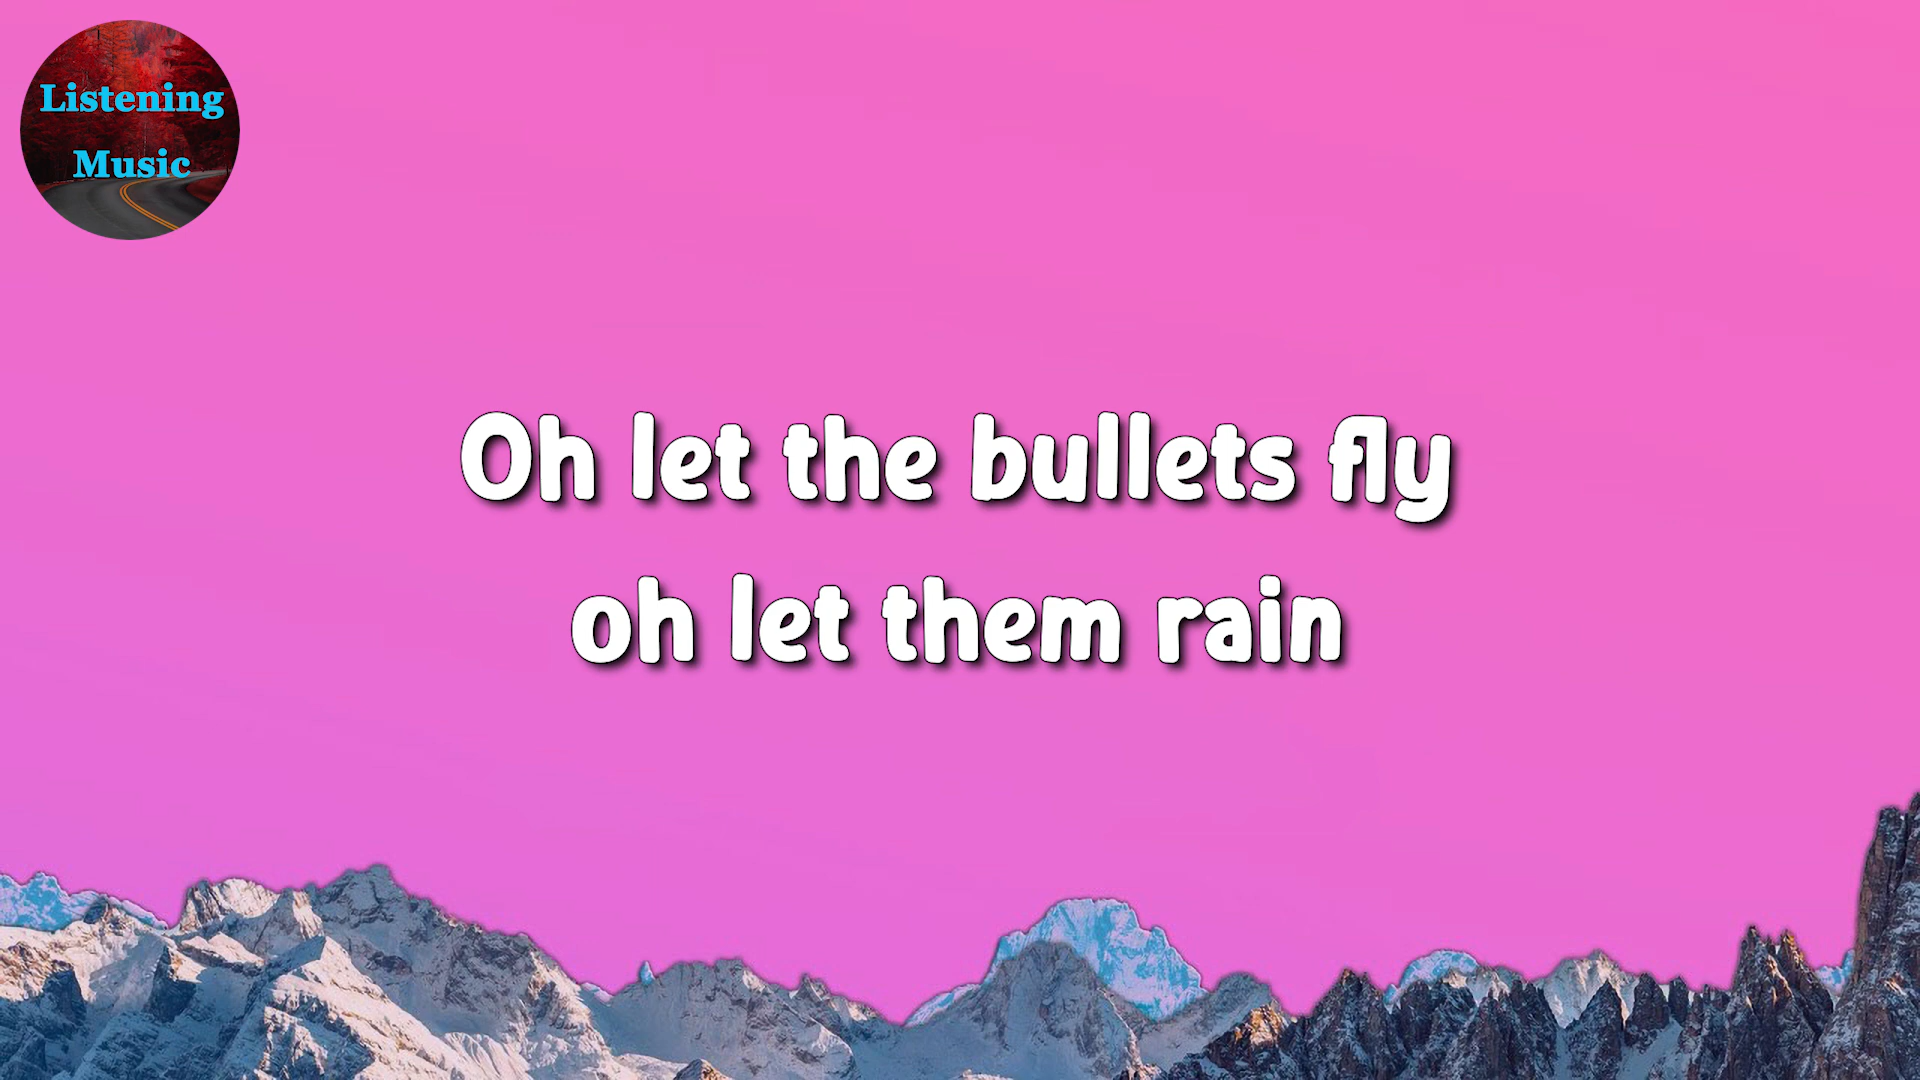 Listening
Music
Oh let the bullets fly
oh let them rain